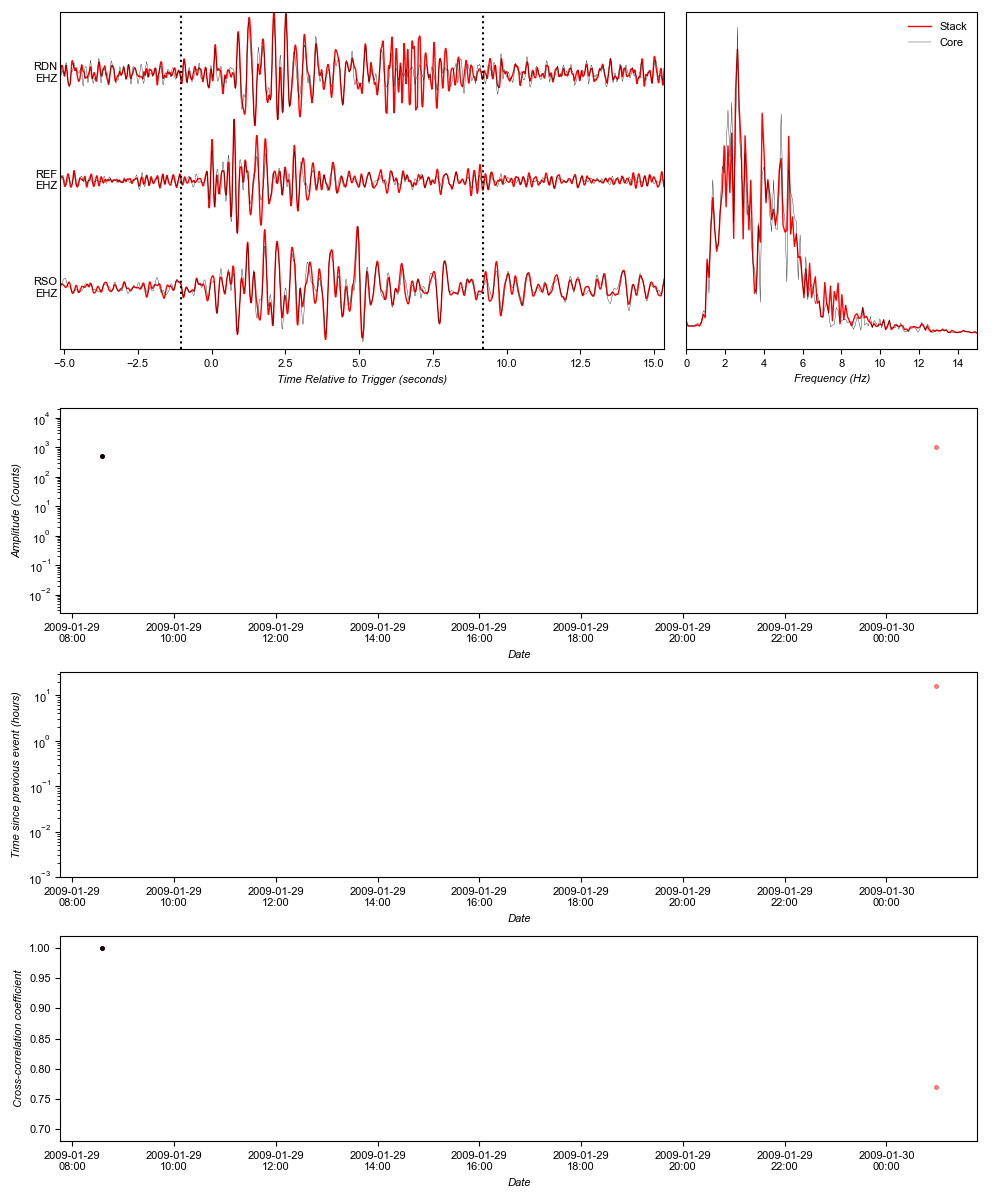 RDN
EHZ
REF
EHZ
RSO
EHZ
−5.0 −2.5 0.0 2.5 5.0 7.5 10.0 12.5 15.0
Time Relative to Trigger (seconds)
Stack
Core
0 2 4 6 8 10 12 14
Frequency (Hz)
10^4
10^3
10^2
10^1
10^0
10^−1
10^−2
Amplitude (Counts)
2009-01-29 2009-01-29 2009-01-29 2009-01-29 2009-01-29 2009-01-29 2009-01-29 2009-01-29 2009-01-30
08:00 10:00 12:00 14:00 16:00 18:00 20:00 22:00 00:00
Date
10^1
10^0
10^−1
10^−2
10^−3
Time since previous event (hours)
2009-01-29 2009-01-29 2009-01-29 2009-01-29 2009-01-29 2009-01-29 2009-01-29 2009-01-29 2009-01-30
08:00 10:00 12:00 14:00 16:00 18:00 20:00 22:00 00:00
Date
1.00
0.95
0.90
0.85
0.80
0.75
0.70
Cross-correlation coefficient
2009-01-29 2009-01-29 2009-01-29 2009-01-29 2009-01-29 2009-01-29 2009-01-29 2009-01-29 2009-01-30
08:00 10:00 12:00 14:00 16:00 18:00 20:00 22:00 00:00
Date